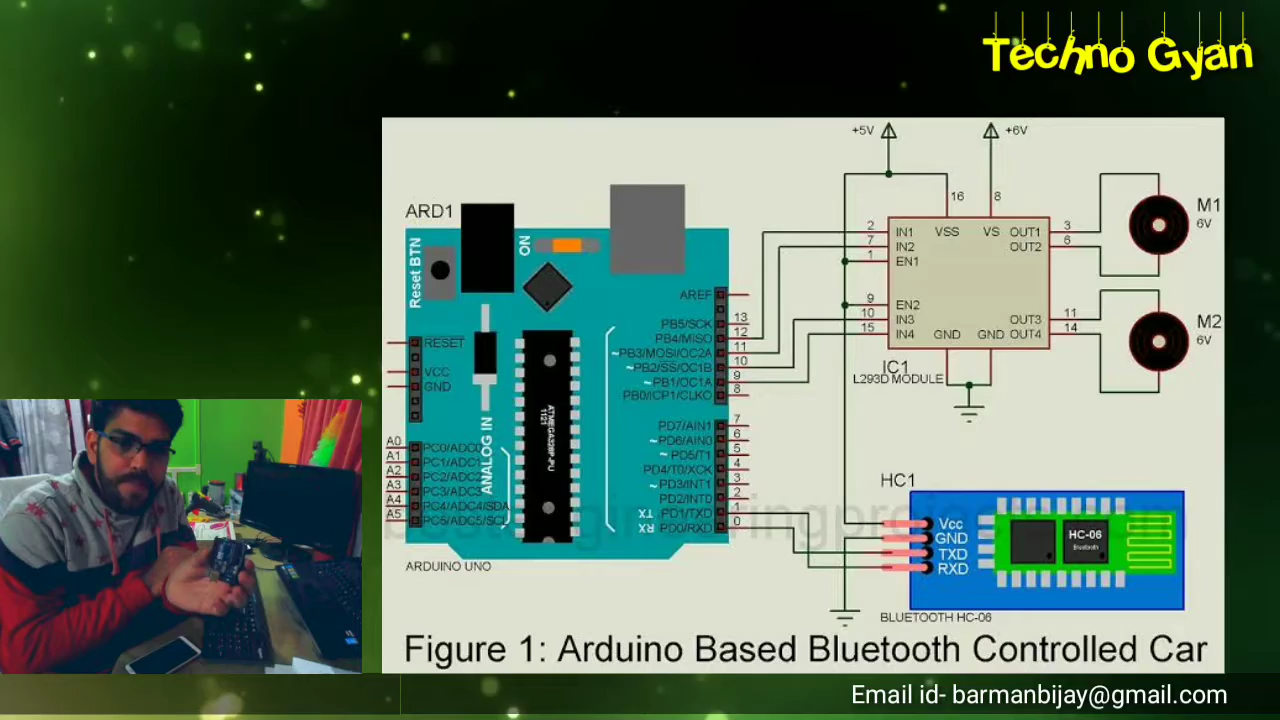 Techno Gyan
+5V
+6V
ARD1
16
8
M1
6V
Reset BTN
ON
2
7
1
IN1
IN2
EN1
VSS
VS
OUT1
OUT2
3
6
AREF
PB5/SCK
PB4/MISO
~PB3/MOSI/OC2A
~PB2/SS/OC1B
~PB1/OC1A
PB0/ICP1/CLKO
13
12
11
10
9
8
9
10
15
EN2
IN3
IN4
GND
GND
OUT3
OUT4
11
14
M2
6V
RESET
VCC
GND
IC1
L293D MODULE
ANALOG IN
ATMEGA328P-PU
1121
A0
A1
A2
A3
A4
A5
PC0/ADC0
PC1/ADC1
PC2/ADC2
PC3/ADC3
PC4/ADC4/SDA
PC5/ADC5/SCL
PD7/AIN1
~PD6/AIN0
~PD5/T1
PD4/T0/XCK
~PD3/INT1
PD2/INT0
TX PD1/TXD
RX PD0/RXD
7
6
5
4
3
2
1
0
HC1
Vcc
GND
TXD
RXD
HC-06
Bluetooth
ARDUINO UNO
BLUETOOTH HC-06
Figure 1: Arduino Based Bluetooth Controlled Car
Email id- barmanbijay@gmail.com